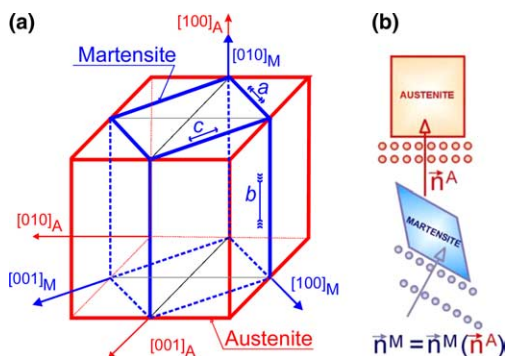 (a)
[100]A
[010]M
Martensite
a
c
b
[010]A
[001]M
[100]M
[001]A
Austenite
(b)
AUSTENITE
n⃗A
MARTENSITE
n⃗M = n⃗M(n⃗A)